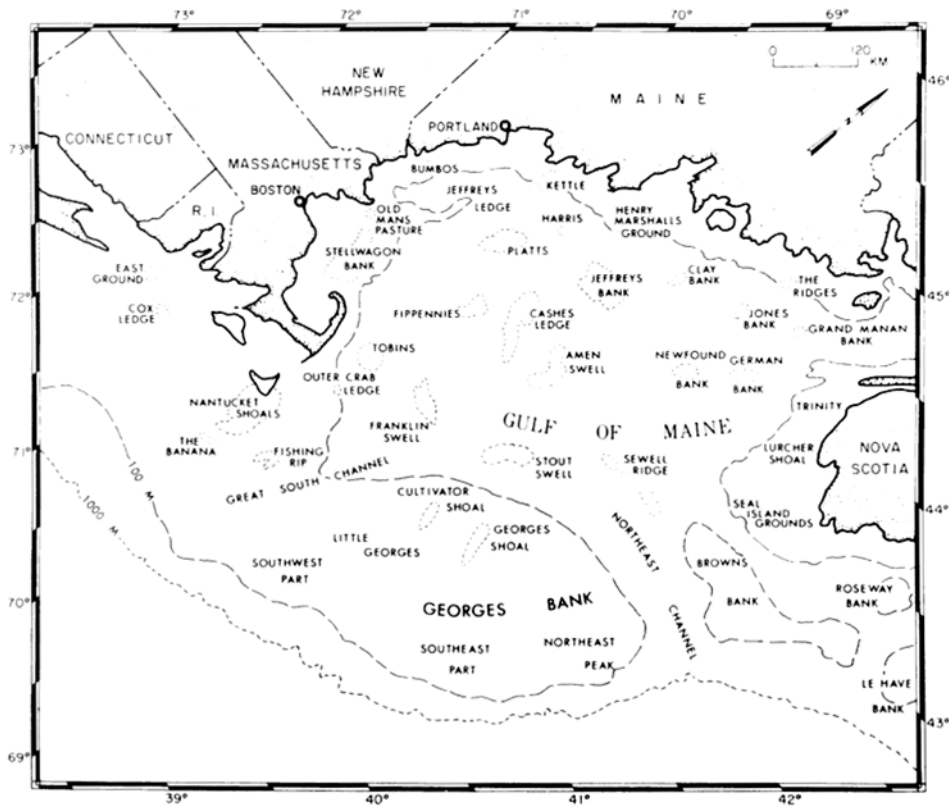 73° 72° 71° 70° 69°
0 120
KM
46°
NEW
HAMPSHIRE
MAINE
PORTLAND
CONNECTICUT
73°
MASSACHUSETTS
BUMBOS
BOSTON
JEFFREYS
LEDGE
KETTLE
R.I.
OLD
MANS
PASTURE
HARRIS
HENRY
MARSHALLS
GROUND
STELLWAGON
BANK
PLATTS
EAST
GROUND
JEFFREYS
BANK
CLAY
BANK
THE
RIDGES
72°
45°
COX
LEDGE
FIPPENNIES
CASHES
LEDGE
JONES
BANK
GRAND MANAN
BANK
TOBINS
AMEN
SWELL
NEWFOUND
BANK
GERMAN
BANK
OUTER CRAB
LEDGE
NANTUCKET
SHOALS
TRINITY
FRANKLIN
SWELL
GULF OF MAINE
THE
BANANA
LURCHER
SHOAL
NOVA
SCOTIA
71°
FISHING
RIP
STOUT
SWELL
SEWELL
RIDGE
100 M
1000 M
GREAT SOUTH CHANNEL
CULTIVATOR
SHOAL
SEAL
ISLAND
GROUNDS
44°
NORTHEAST CHANNEL
LITTLE
GEORGES
GEORGES
SHOAL
SOUTHWEST
PART
BROWNS
BANK
ROSEWAY
BANK
70°
GEORGES BANK
SOUTHEAST
PART
NORTHEAST
PEAK
LE HAVE
BANK
43°
69°
39° 40° 41° 42°